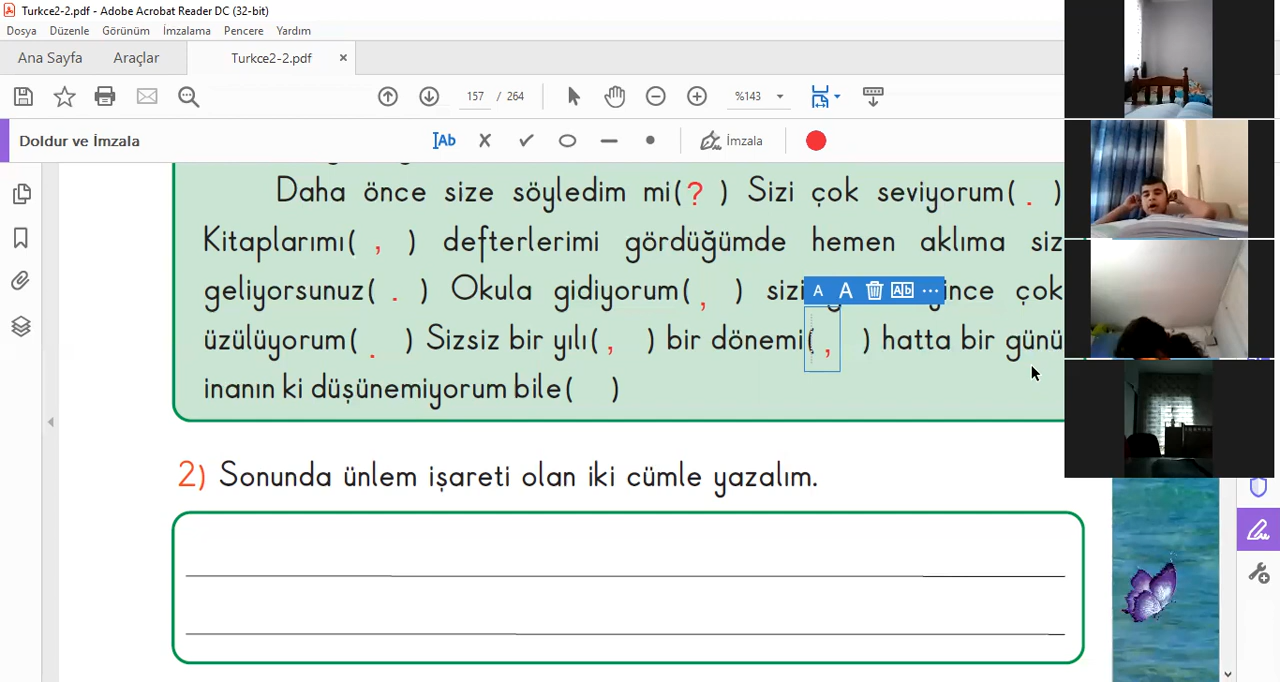 Turkce2-2.pdf - Adobe Acrobat Reader DC (32-bit)
Dosya Düzenle Görünüm İmzalama Pencere Yardım
Ana Sayfa Araçlar Turkce2-2.pdf ×
157 / 264 %143
Doldur ve İmzala Ab İmzala
Daha önce size söyledim mi(? ) Sizi çok seviyorum( . )
Kitaplarımı( , ) defterlerimi gördüğümde hemen aklıma siz
geliyorsunuz( . ) Okula gidiyorum( , ) sizi ince çok
A A Ab ...
üzülüyorum( . ) Sizsiz bir yılı( , ) bir dönemi( , ) hatta bir günü
inanın ki düşünemiyorum bile( )
2) Sonunda ünlem işareti olan iki cümle yazalım.